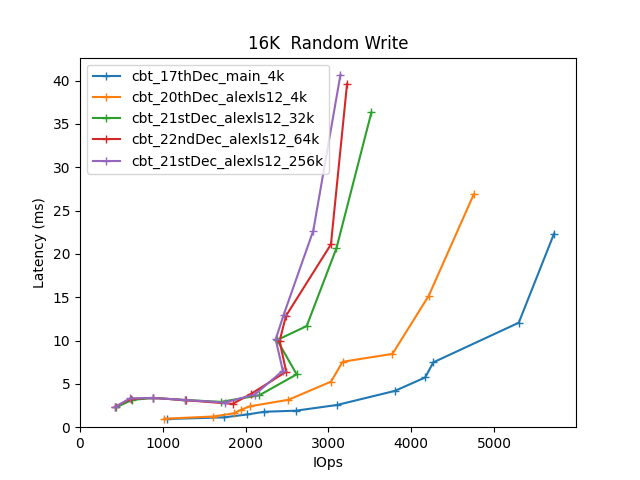 16K  Random Write
cbt_17thDec_main_4k
cbt_20thDec_alexls12_4k
cbt_21stDec_alexls12_32k
cbt_22ndDec_alexls12_64k
cbt_21stDec_alexls12_256k
Latency (ms)
40
35
30
25
20
15
10
5
0
0 1000 2000 3000 4000 5000
IOps